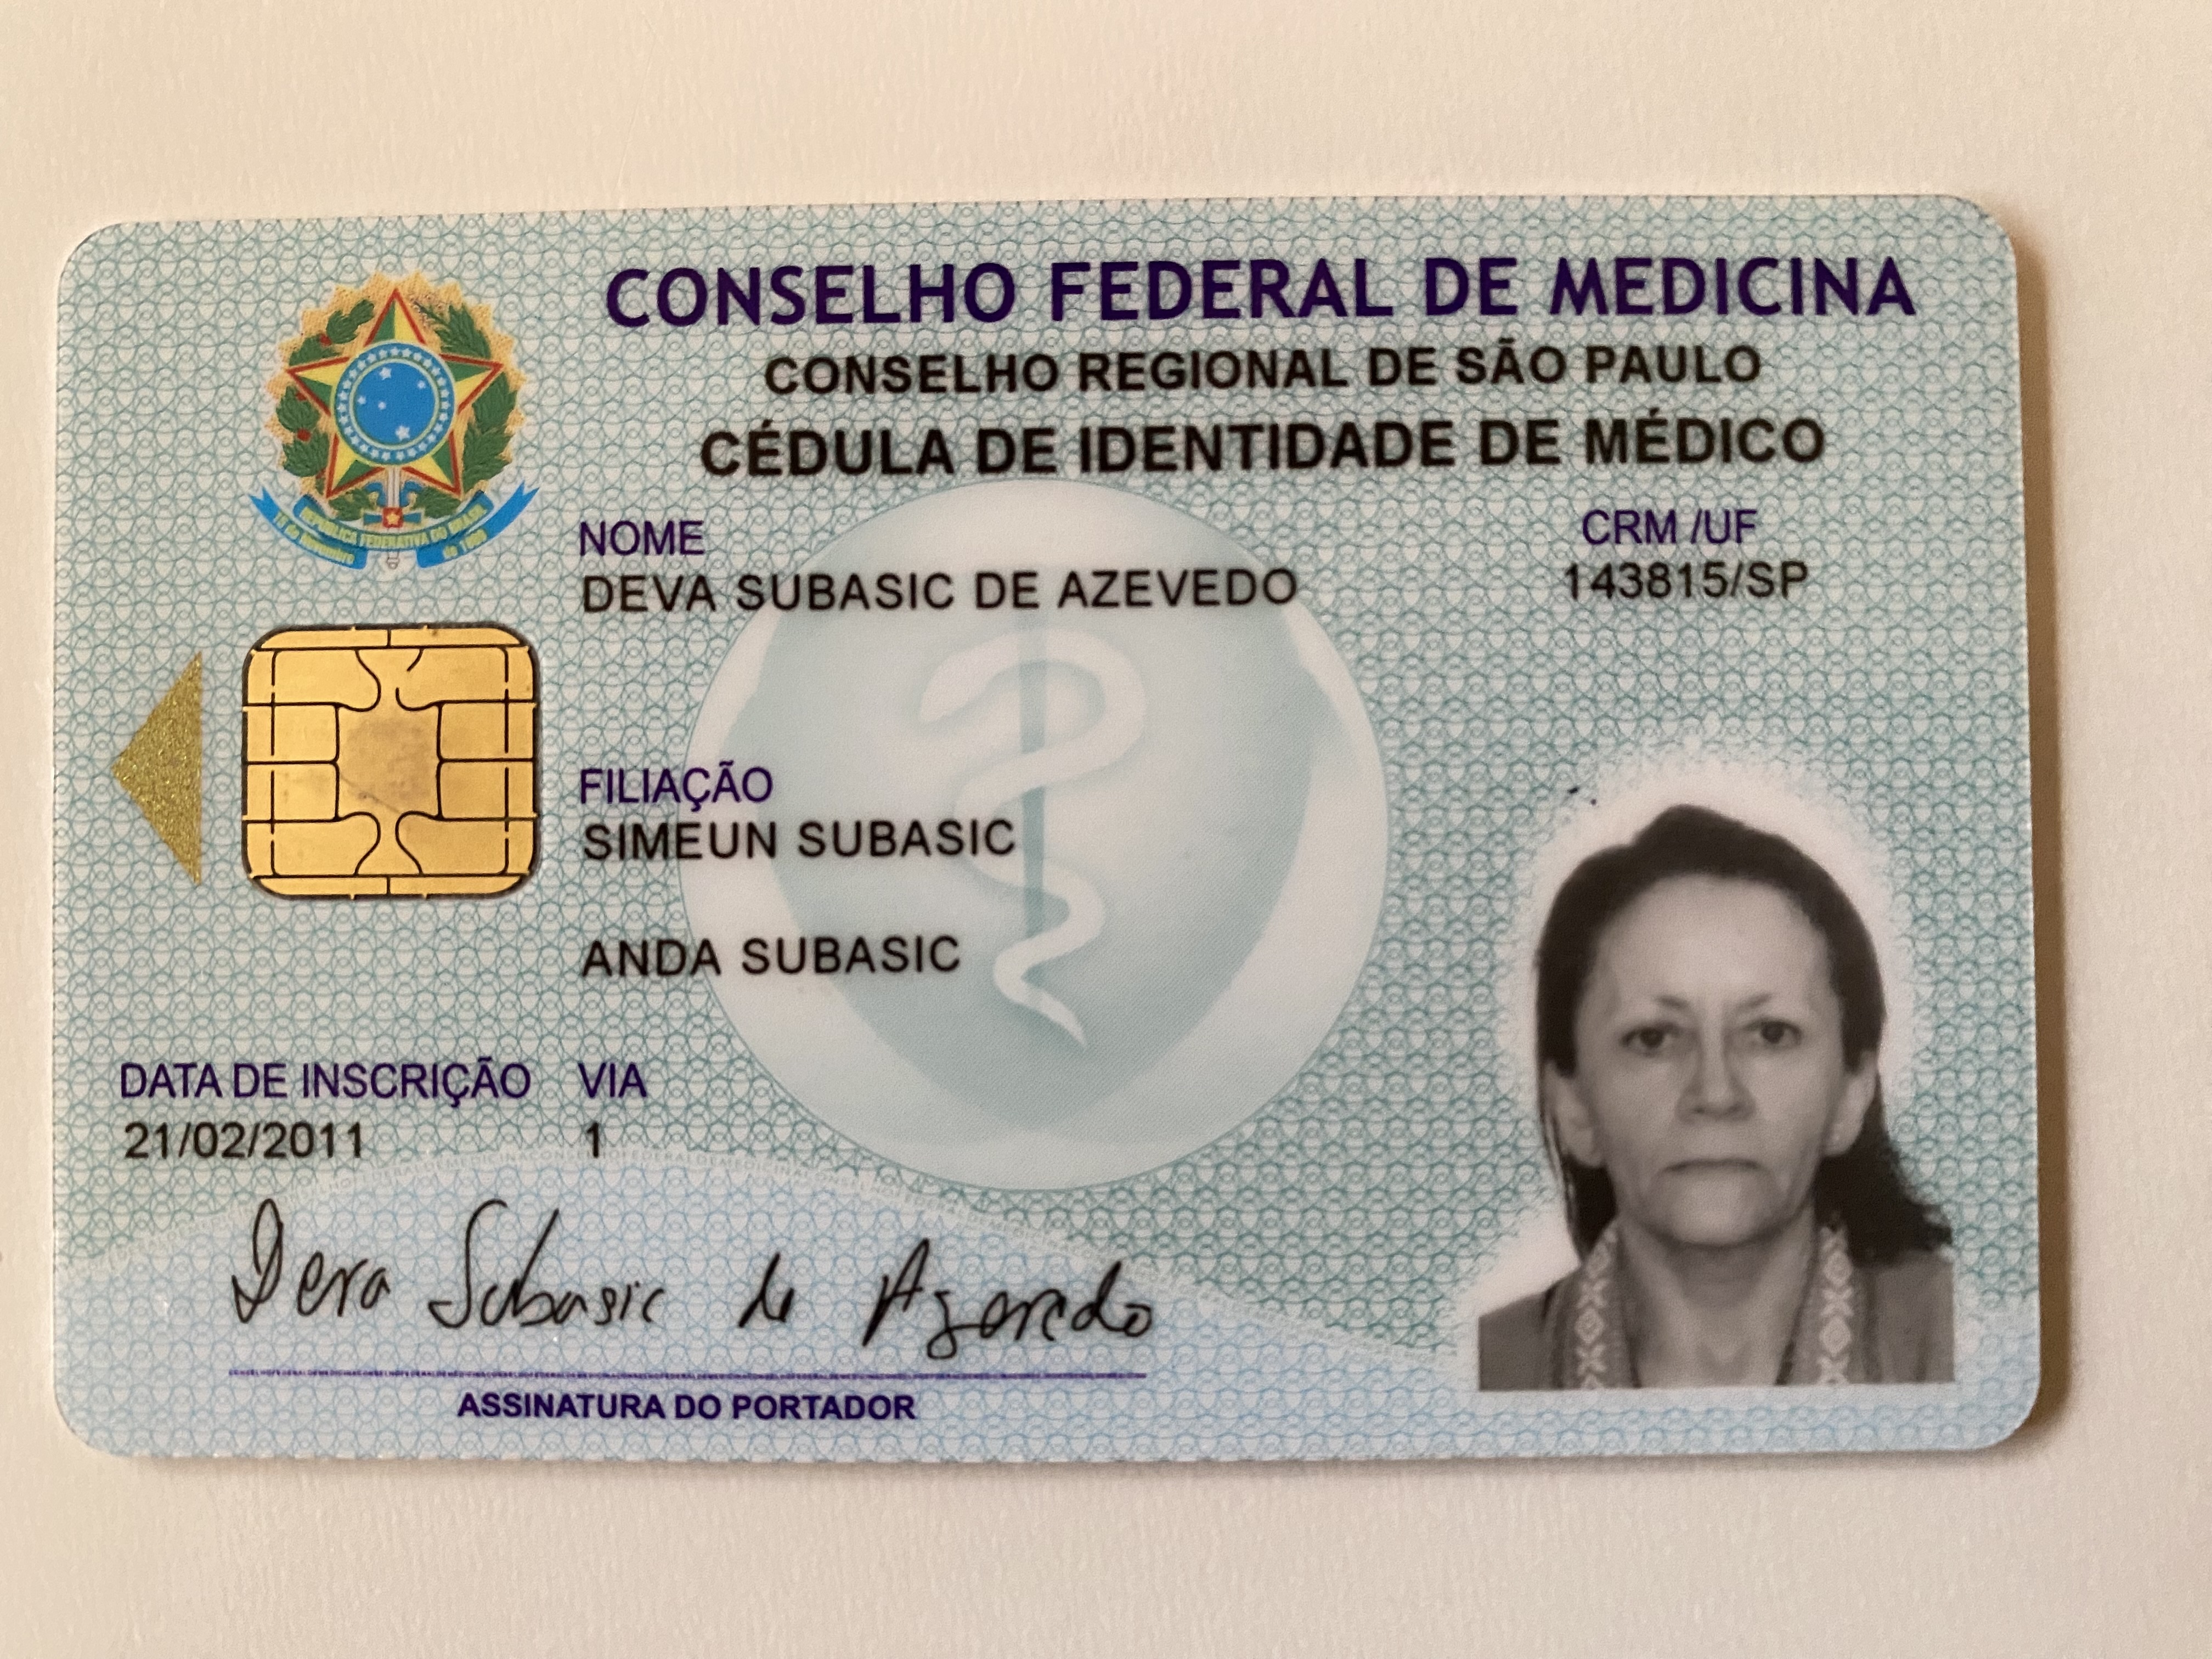 CONSELHO FEDERAL DE MEDICINA
CONSELHO REGIONAL DE SÃO PAULO
CÉDULA DE IDENTIDADE DE MÉDICO
REPÚBLICA FEDERATIVA DO BRASIL
15 de Novembro de 1889
NOME
DEVA SUBASIC DE AZEVEDO
CRM /UF
143815/SP
FILIAÇÃO
SIMEUN SUBASIC
ANDA SUBASIC
DATA DE INSCRIÇÃO VIA
21/02/2011 1
Deva Subasic de Azevedo
ASSINATURA DO PORTADOR